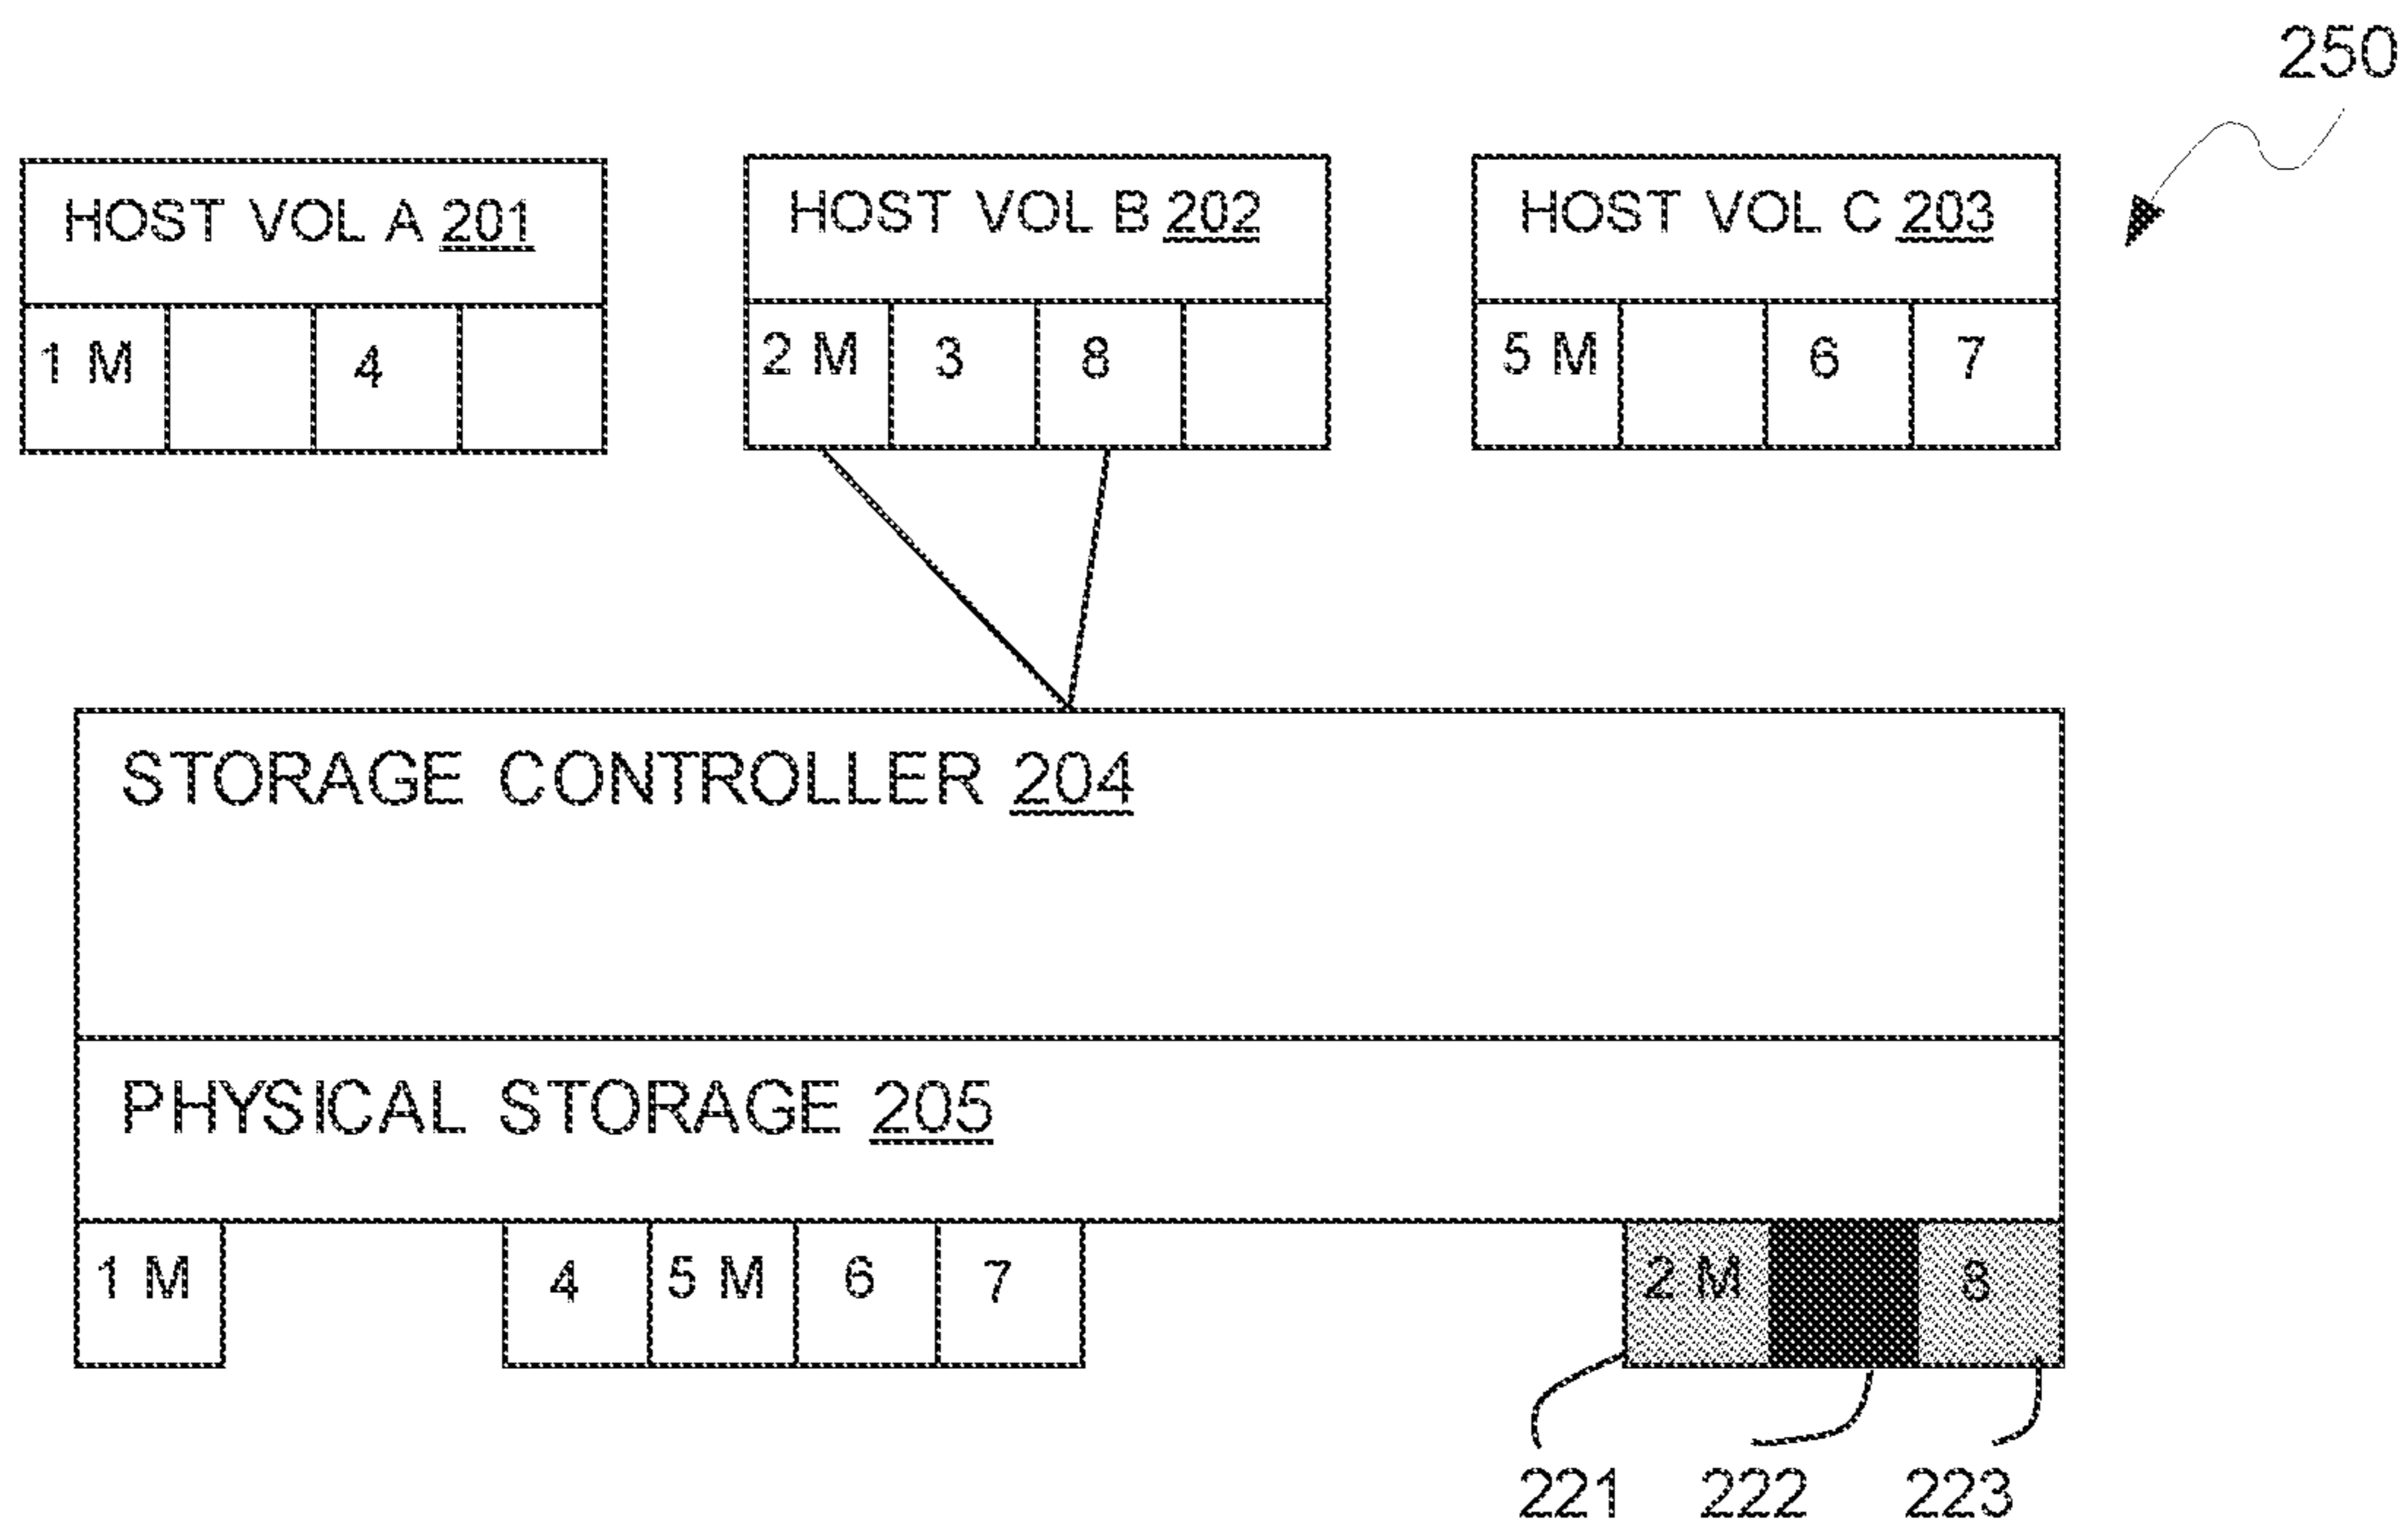 250
HOST VOL A 201
HOST VOL B 202
HOST VOL C 203
1 M
4
2 M
3
8
5 M
6
7
STORAGE CONTROLLER 204
PHYSICAL STORAGE 205
1 M
4
5 M
6
7
2 M
8
221
222
223